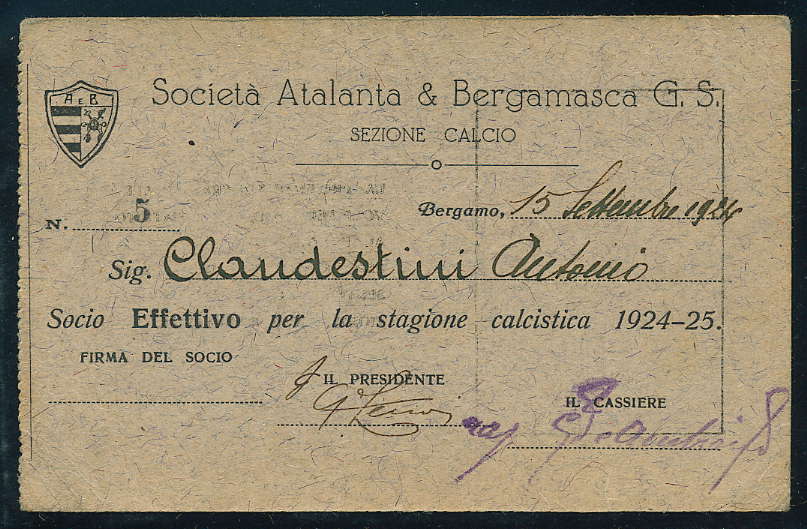 A E B
Società Atalanta & Bergamasca G. S.
SEZIONE CALCIO
N. 5
Bergamo, 15 Settembre 1924
Sig. Clandestini Antonio
Socio Effettivo per la stagione calcistica 1924-25.
FIRMA DEL SOCIO
IL PRESIDENTE
IL CASSIERE